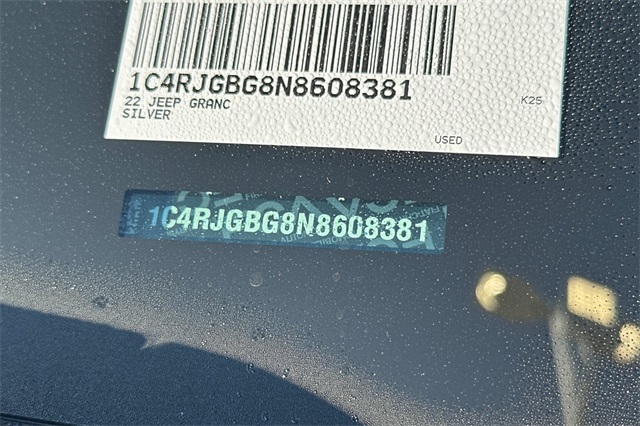 1C4RJGBG8N8608381
22 JEEP GRANC
K25
SILVER
USED
1C4RJGBG8N8608381